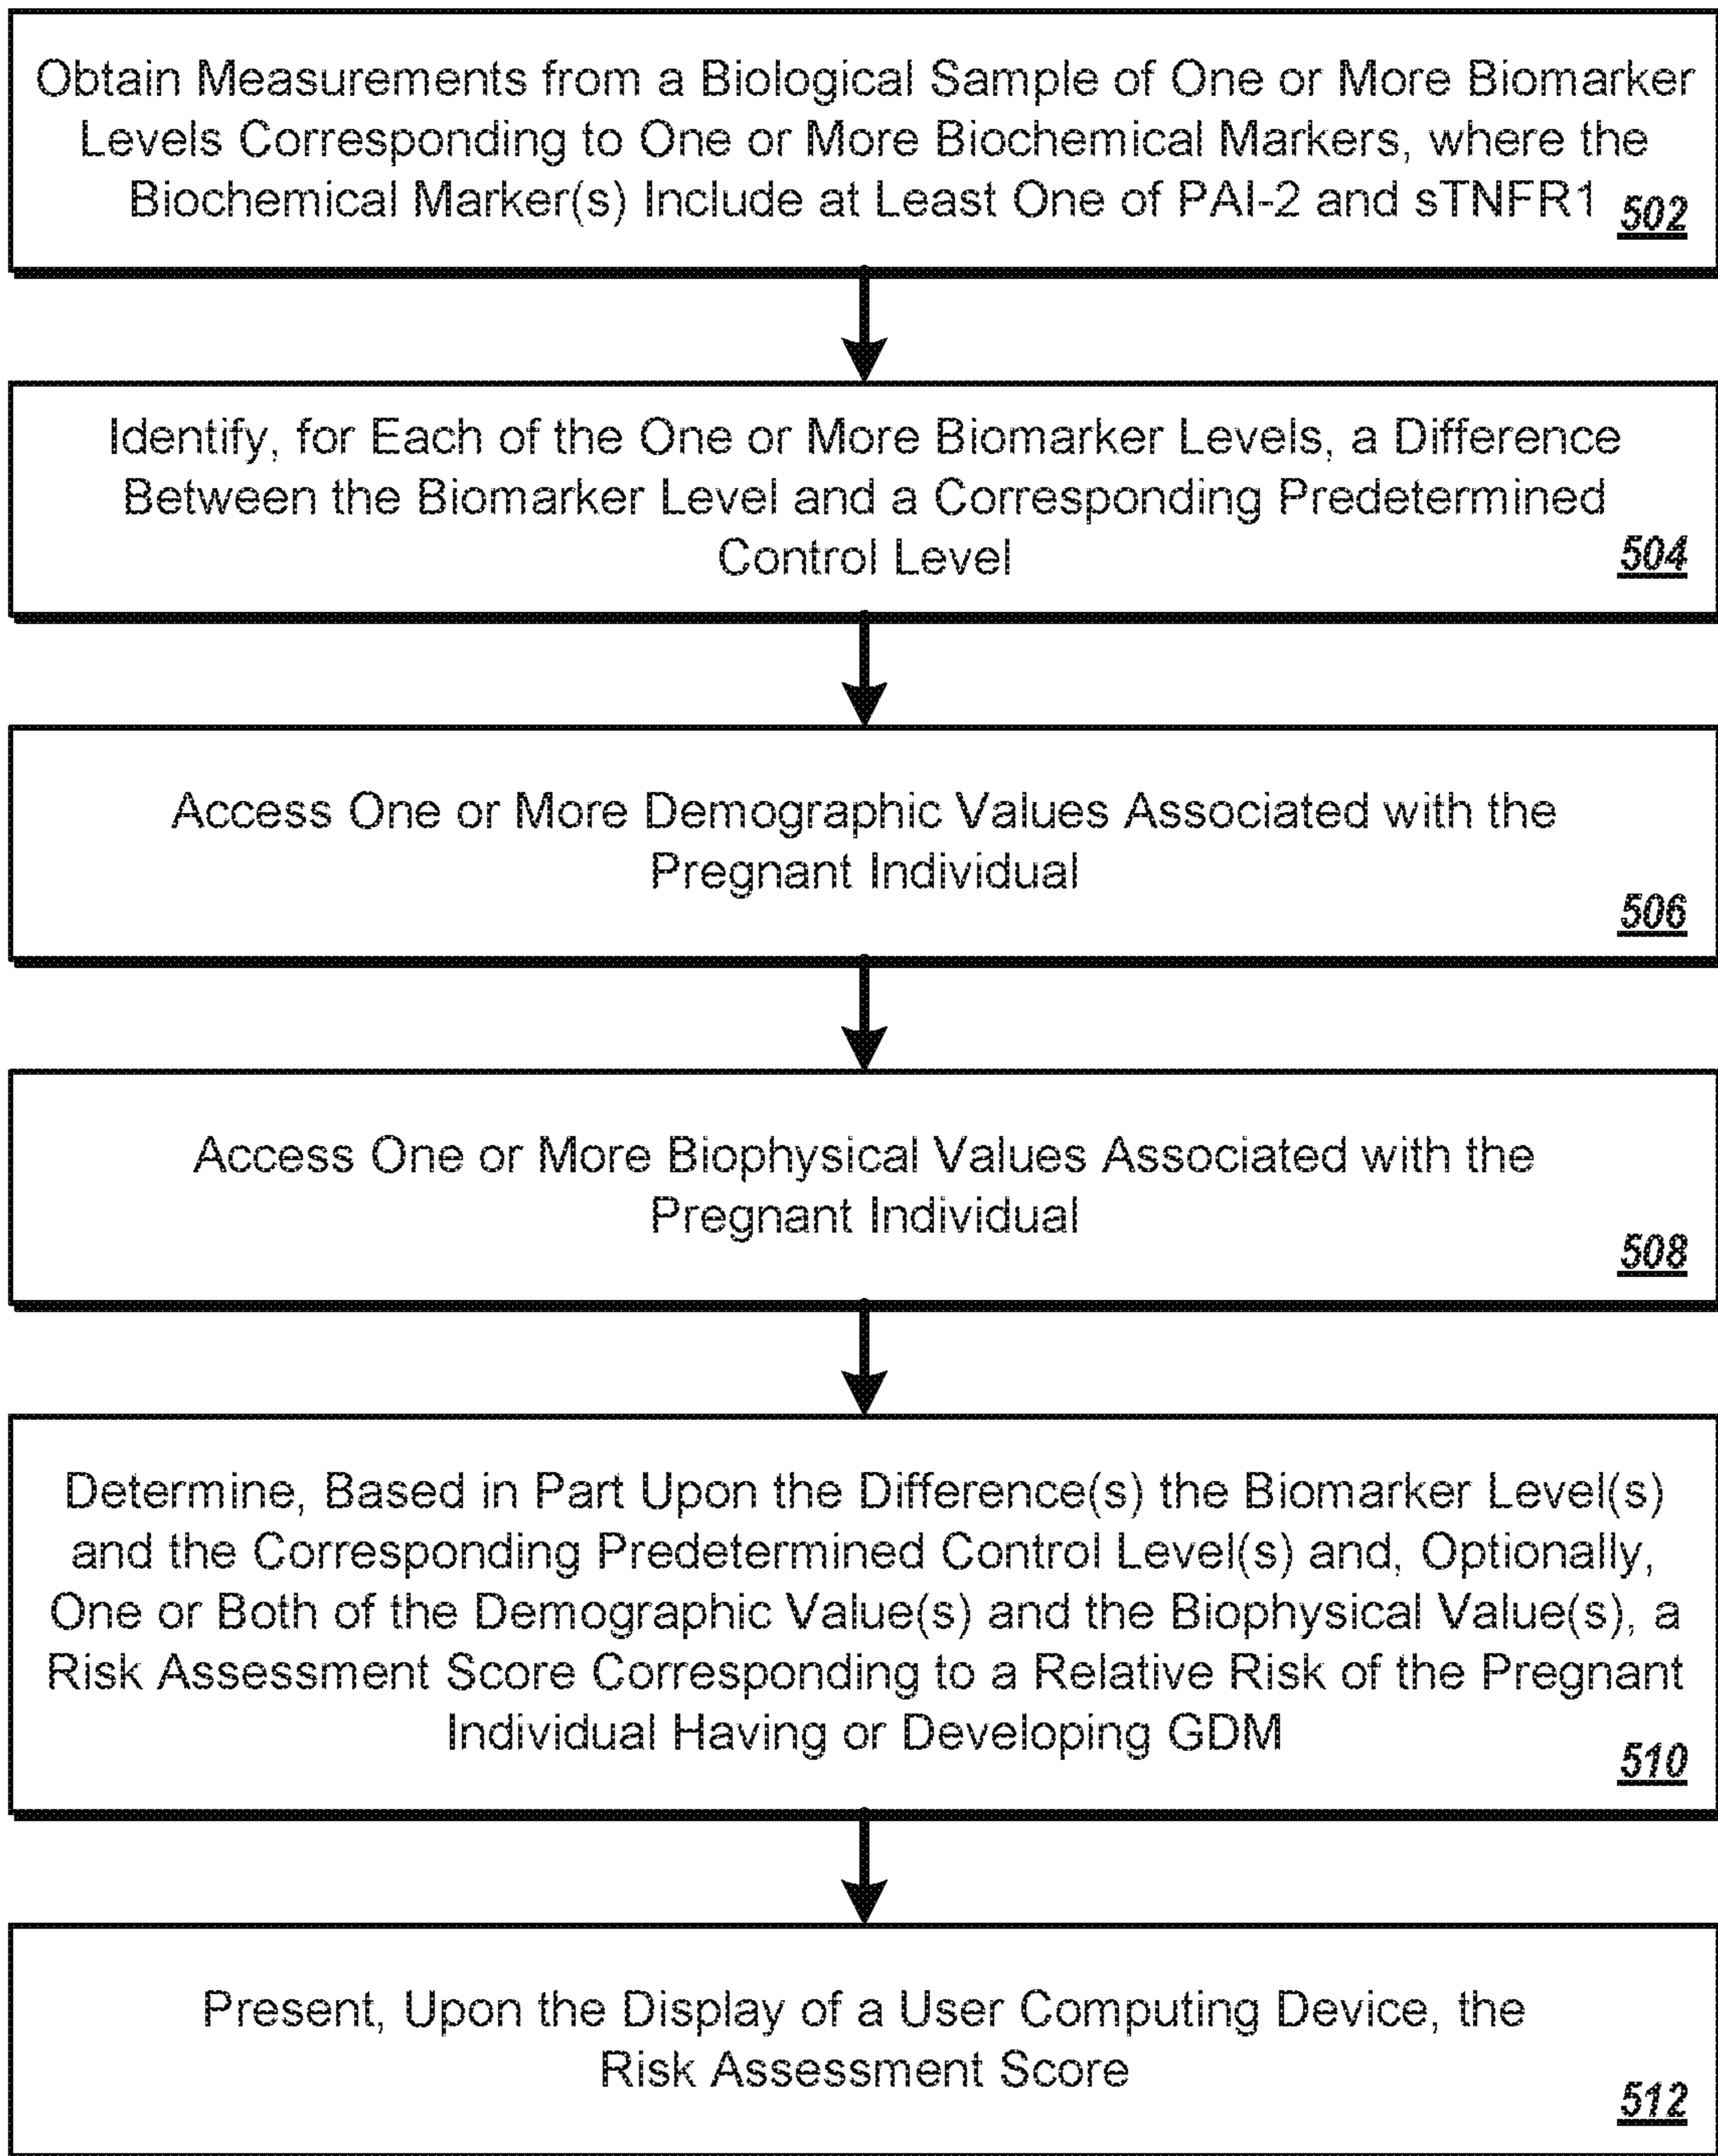 Obtain Measurements from a Biological Sample of One or More Biomarker
Levels Corresponding to One or More Biochemical Markers, where the
Biochemical Marker(s) Include at Least One of PAI-2 and sTNFR1 502
Identify, for Each of the One or More Biomarker Levels, a Difference
Between the Biomarker Level and a Corresponding Predetermined
Control Level 504
Access One or More Demographic Values Associated with the
Pregnant Individual
506
Access One or More Biophysical Values Associated with the
Pregnant Individual
508
Determine, Based in Part Upon the Difference(s) the Biomarker Level(s)
and the Corresponding Predetermined Control Level(s) and, Optionally,
One or Both of the Demographic Value(s) and the Biophysical Value(s), a
Risk Assessment Score Corresponding to a Relative Risk of the Pregnant
Individual Having or Developing GDM
510
Present, Upon the Display of a User Computing Device, the
Risk Assessment Score
512